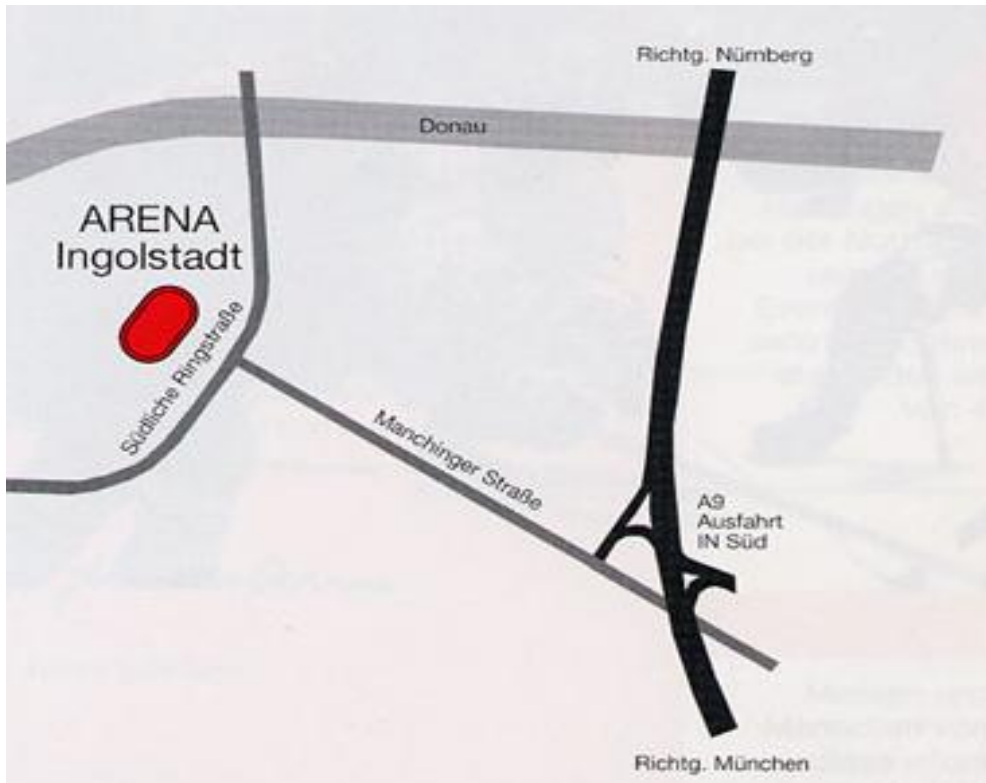 Richtg. Nürnberg
Donau
ARENA
Ingolstadt
Südliche Ringstraße
Manchinger Straße
A9
Ausfahrt
IN Süd
Richtg. München